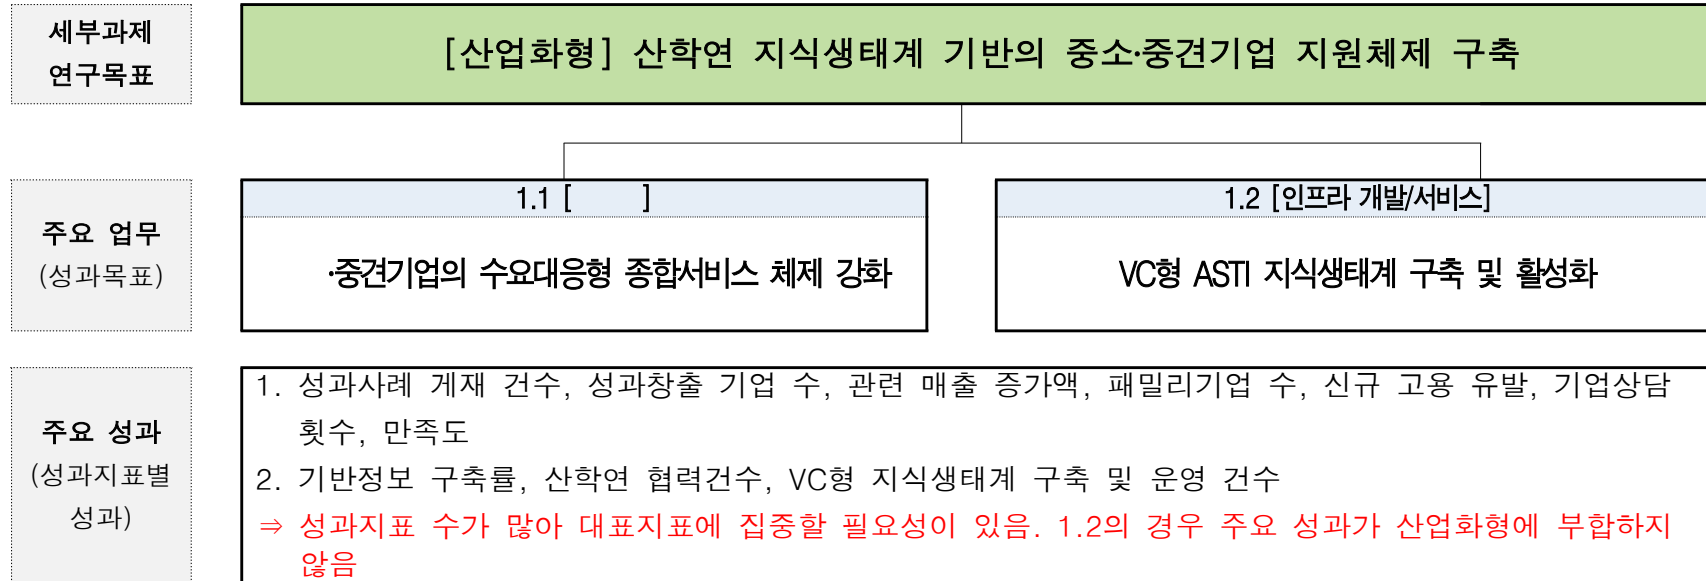 세부과제
연구목표
[산업화형] 산학연 지식생태계 기반의 중소·중견기업 지원체제 구축
주요 업무
(성과목표)
1.1 [ ]
·중견기업의 수요대응형 종합서비스 체제 강화
1.2 [인프라 개발/서비스]
VC형 ASTI 지식생태계 구축 및 활성화
주요 성과
(성과지표별
성과)
1. 성과사례 게재 건수, 성과창출 기업 수, 관련 매출 증가액, 패밀리기업 수, 신규 고용 유발, 기업상담
횟수, 만족도
2. 기반정보 구축률, 산학연 협력건수, VC형 지식생태계 구축 및 운영 건수
⇒ 성과지표 수가 많아 대표지표에 집중할 필요성이 있음. 1.2의 경우 주요 성과가 산업화형에 부합하지
않음